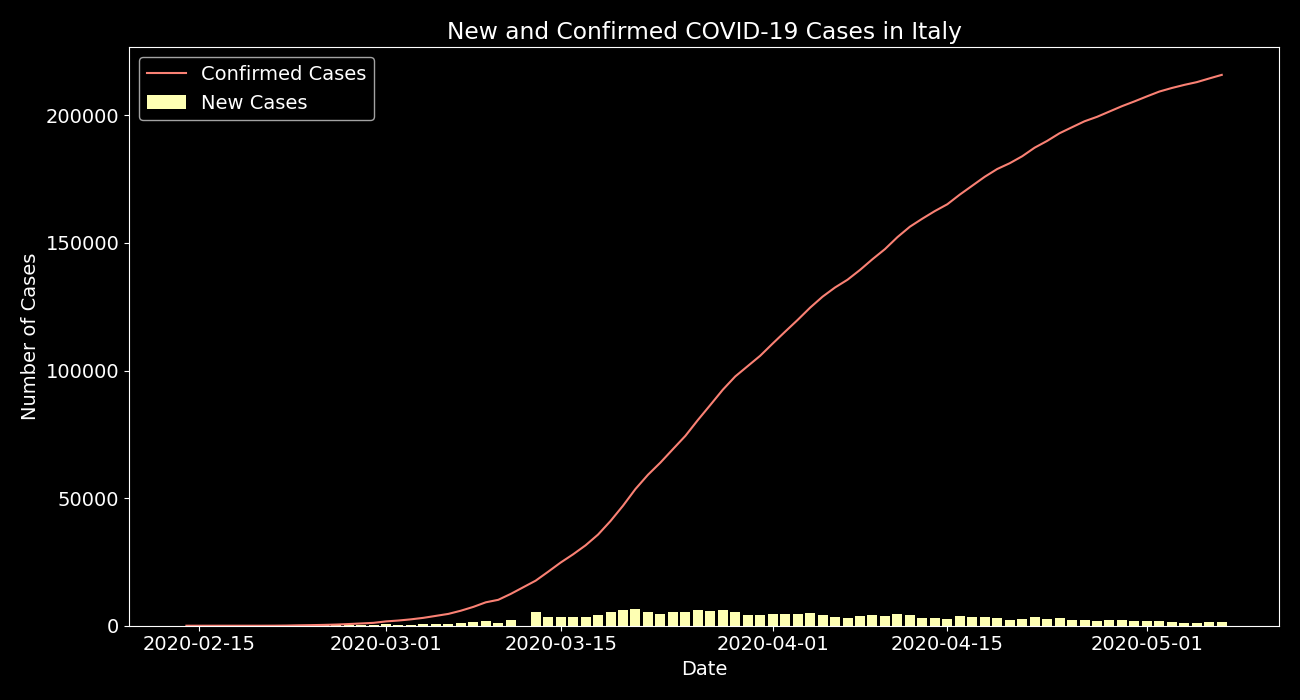 New and Confirmed COVID-19 Cases in Italy
Confirmed Cases
New Cases
Number of Cases
200000
150000
100000
50000
0
2020-02-15
2020-03-01
2020-03-15
2020-04-01
2020-04-15
2020-05-01
Date